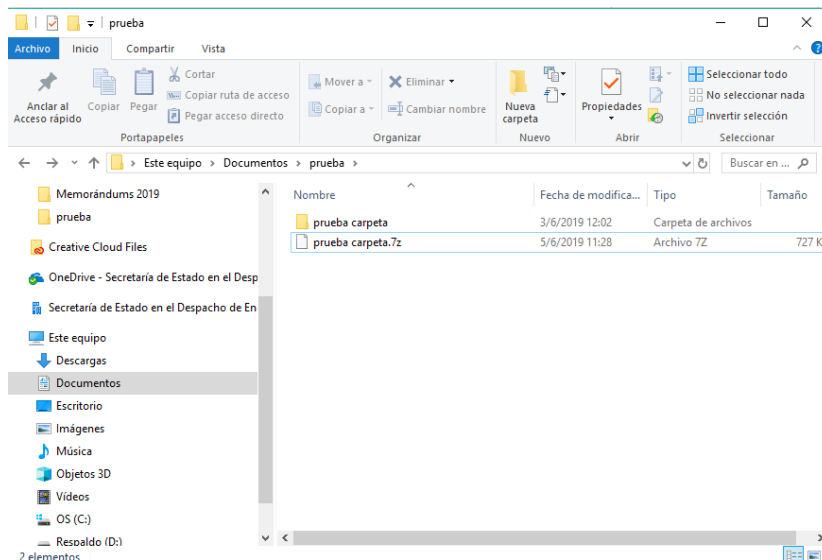 prueba
Archivo Inicio Compartir Vista
Anclar al Acceso rápido
Copiar
Pegar
Cortar
Copiar ruta de acceso
Pegar acceso directo
Portapapeles
Mover a
Copiar a
Eliminar
Cambiar nombre
Organizar
Nueva carpeta
Nuevo
Propiedades
Abrir
Seleccionar todo
No seleccionar nada
Invertir selección
Seleccionar
Este equipo > Documentos > prueba >
Buscar en ...
Memorándums 2019
prueba
Creative Cloud Files
OneDrive - Secretaría de Estado en el Desp
Secretaría de Estado en el Despacho de En
Este equipo
Descargas
Documentos
Escritorio
Imágenes
Música
Objetos 3D
Vídeos
OS (C:)
Respaldo (D:)
Nombre Fecha de modifica... Tipo Tamaño
prueba carpeta 3/6/2019 12:02 Carpeta de archivos
prueba carpeta.7z 5/6/2019 11:28 Archivo 7Z 727 K
2 elementos